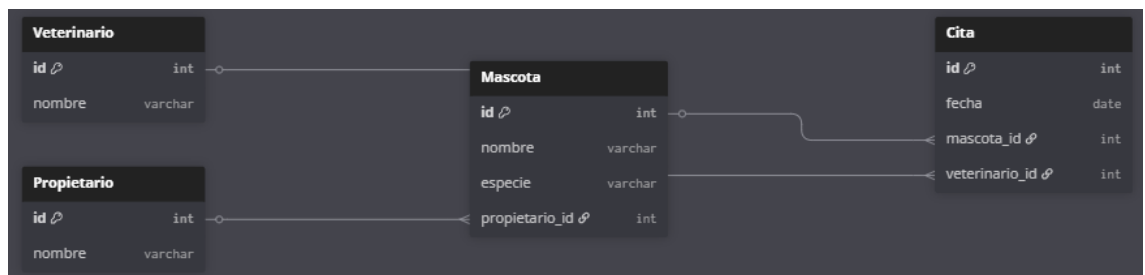 Veterinario
id int
nombre varchar
Propietario
id int
nombre varchar
Mascota
id int
nombre varchar
especie varchar
propietario_id int
Cita
id int
fecha date
mascota_id int
veterinario_id int